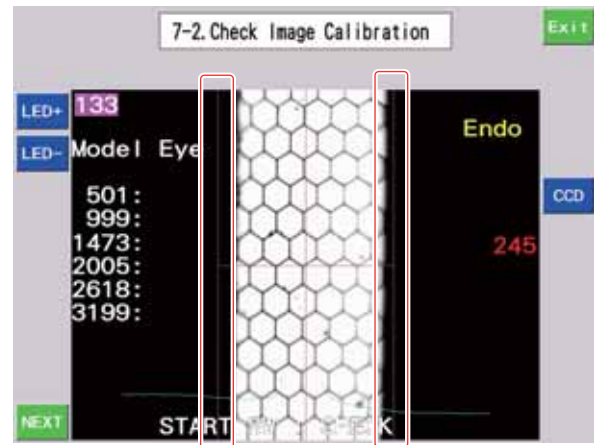 7-2.Check Image Calibration
Exit
LED+
133
Endo
LED-
Model Eye
CCD
501:
999:
1473:
245
2005:
2618:
3199:
NEXT
START
K